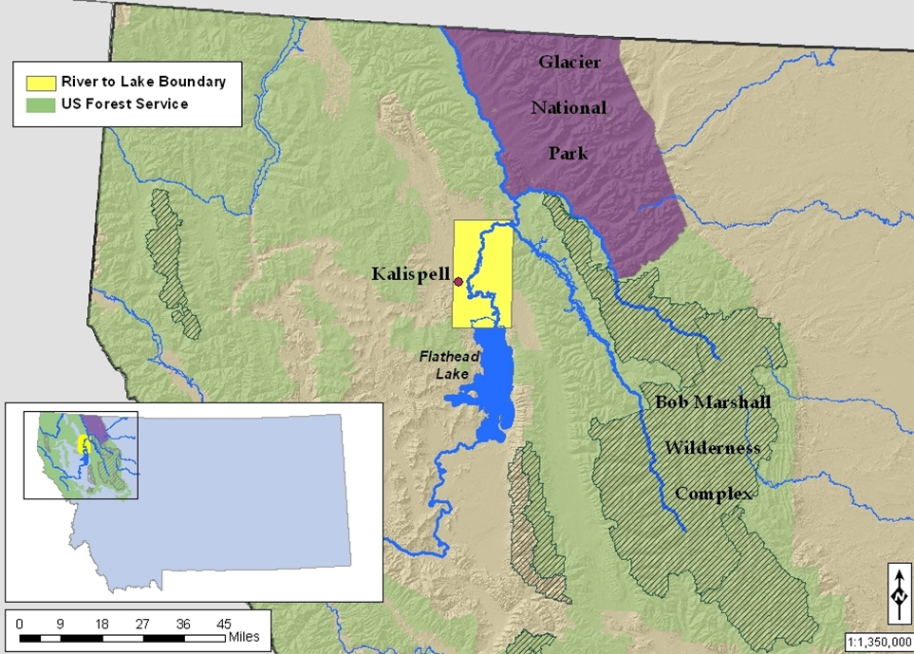 Glacier
National
Park
River to Lake Boundary
US Forest Service
Kalispell
Flathead
Lake
Bob Marshall
Wilderness
Complex
0 9 18 27 36 45
Miles
N
1:1,350,000